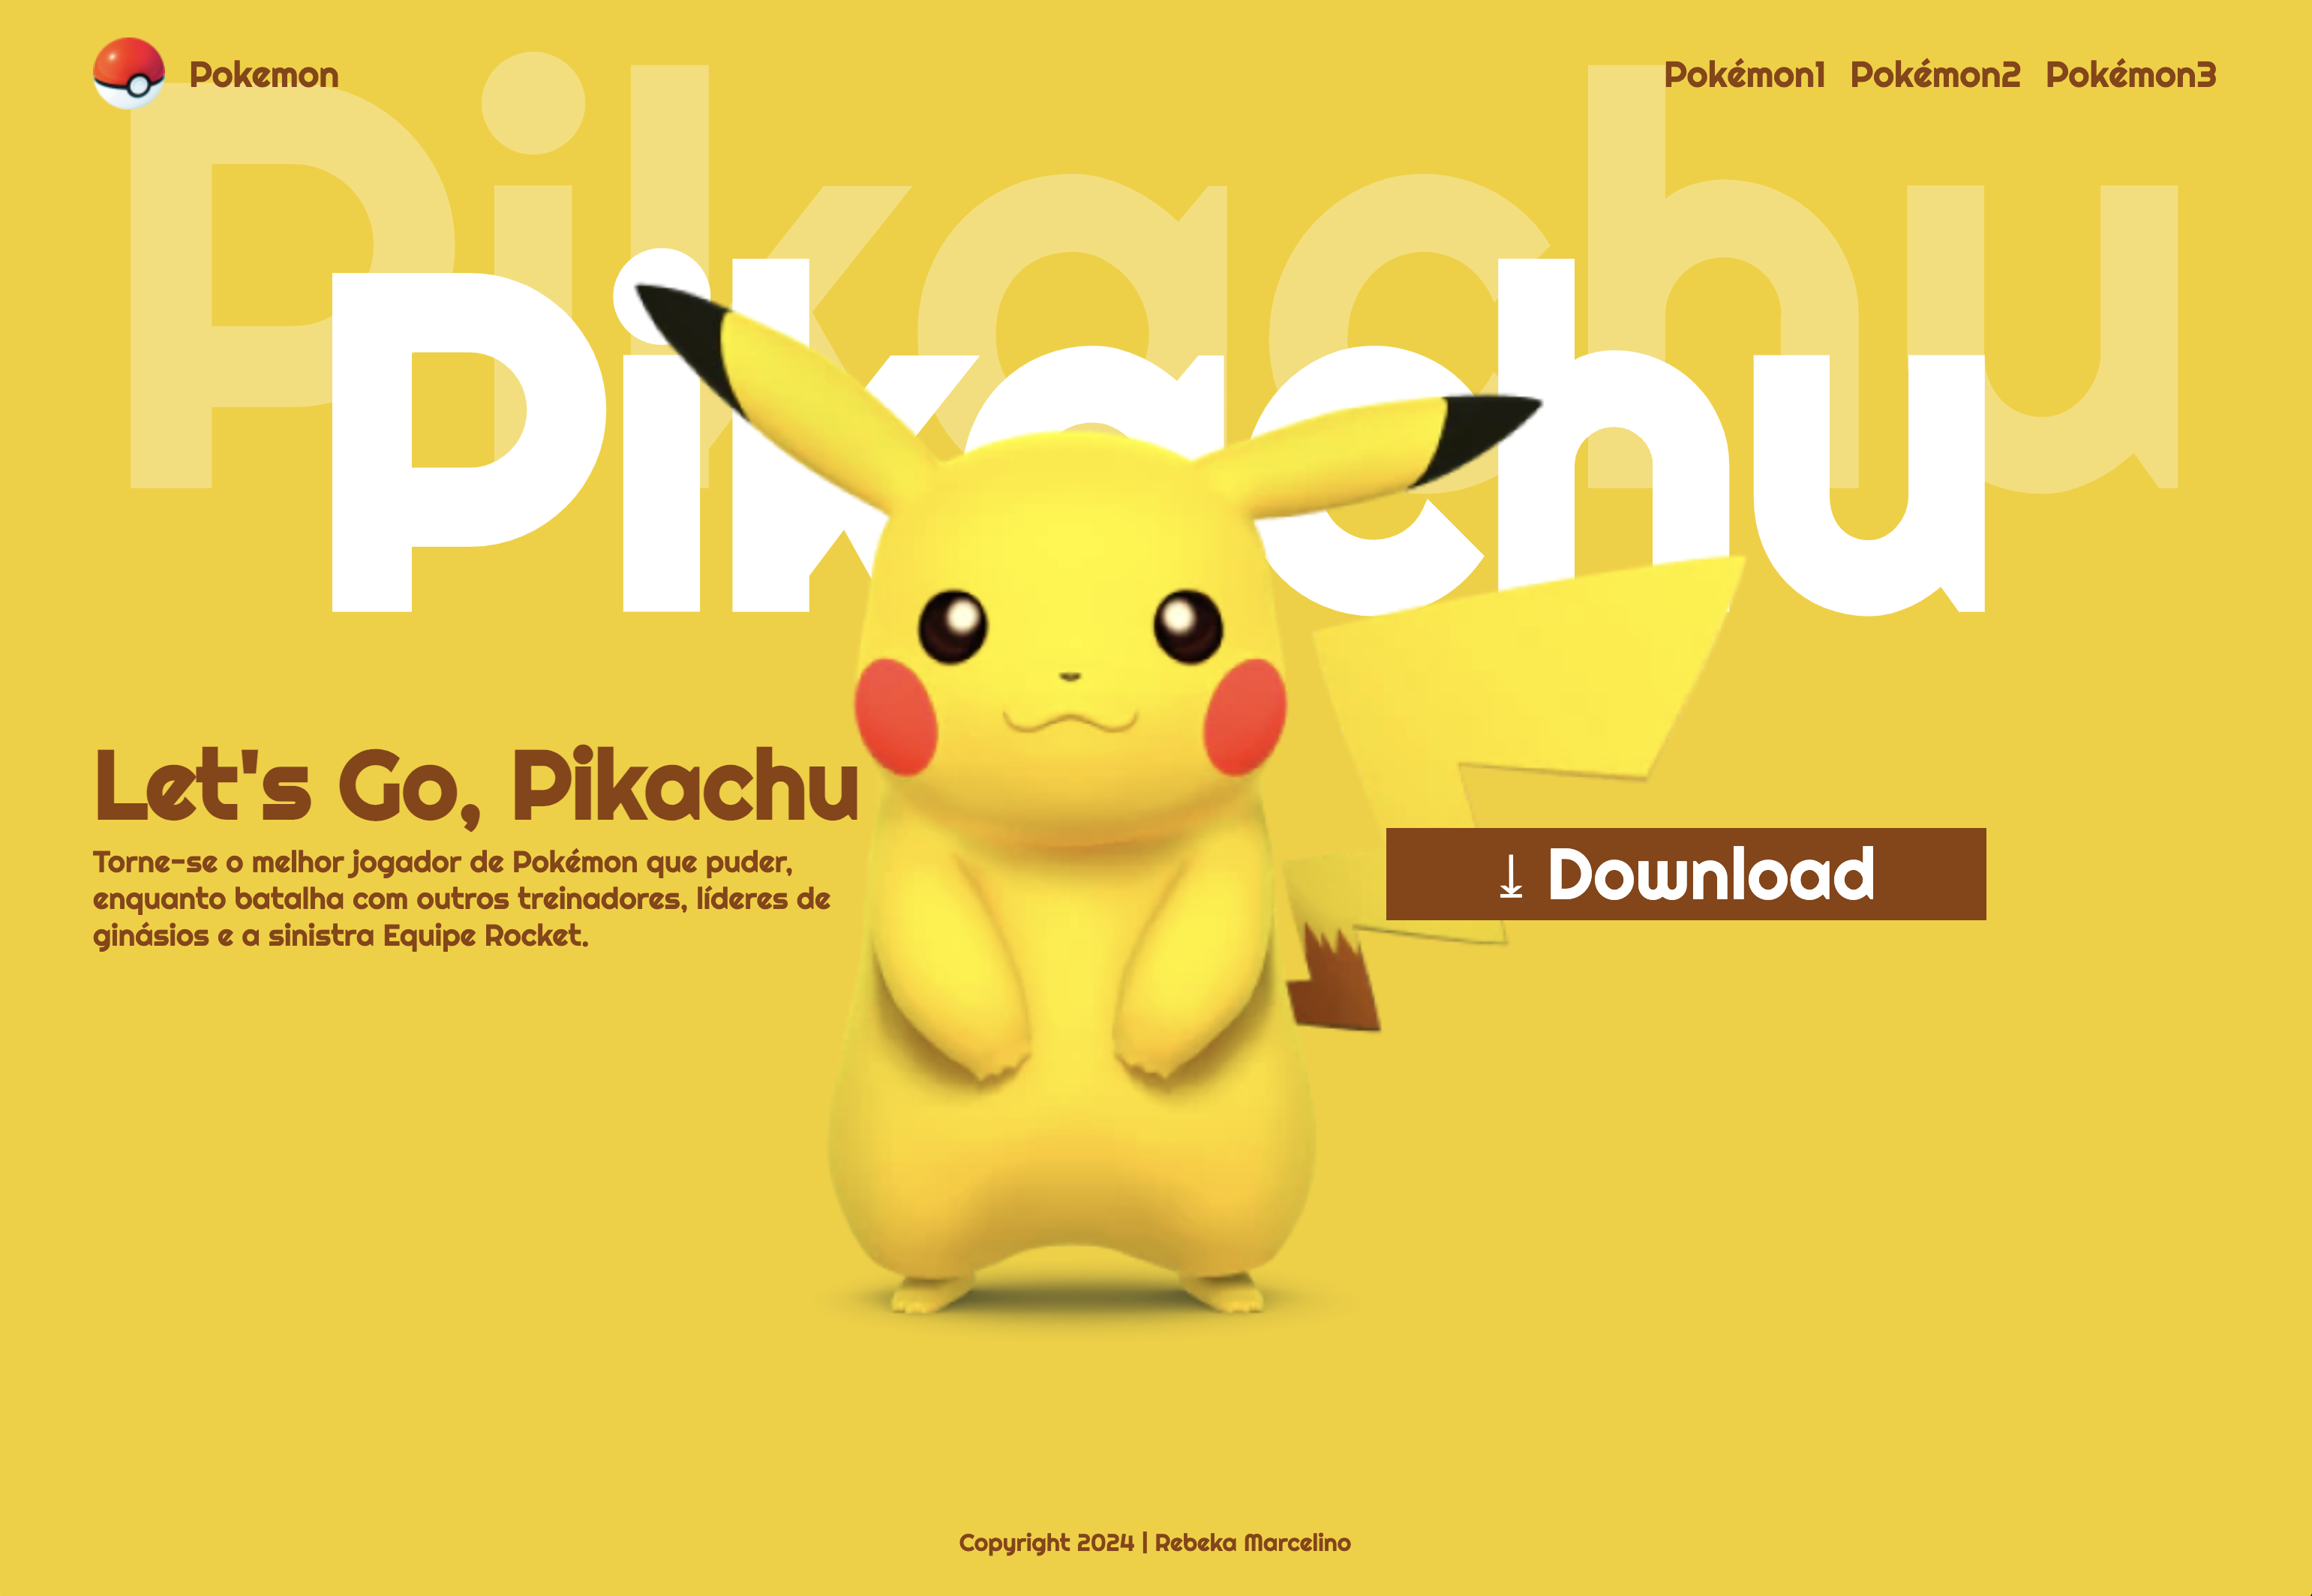 Pokemon
Pokémon1 Pokémon2 Pokémon3
Pikachu
Pikachu
Let's Go, Pikachu
Torne-se o melhor jogador de Pokémon que puder,
enquanto batalha com outros treinadores, líderes de
ginásios e a sinistra Equipe Rocket.
↓ Download
Copyright 2024 | Rebeka Marcelino